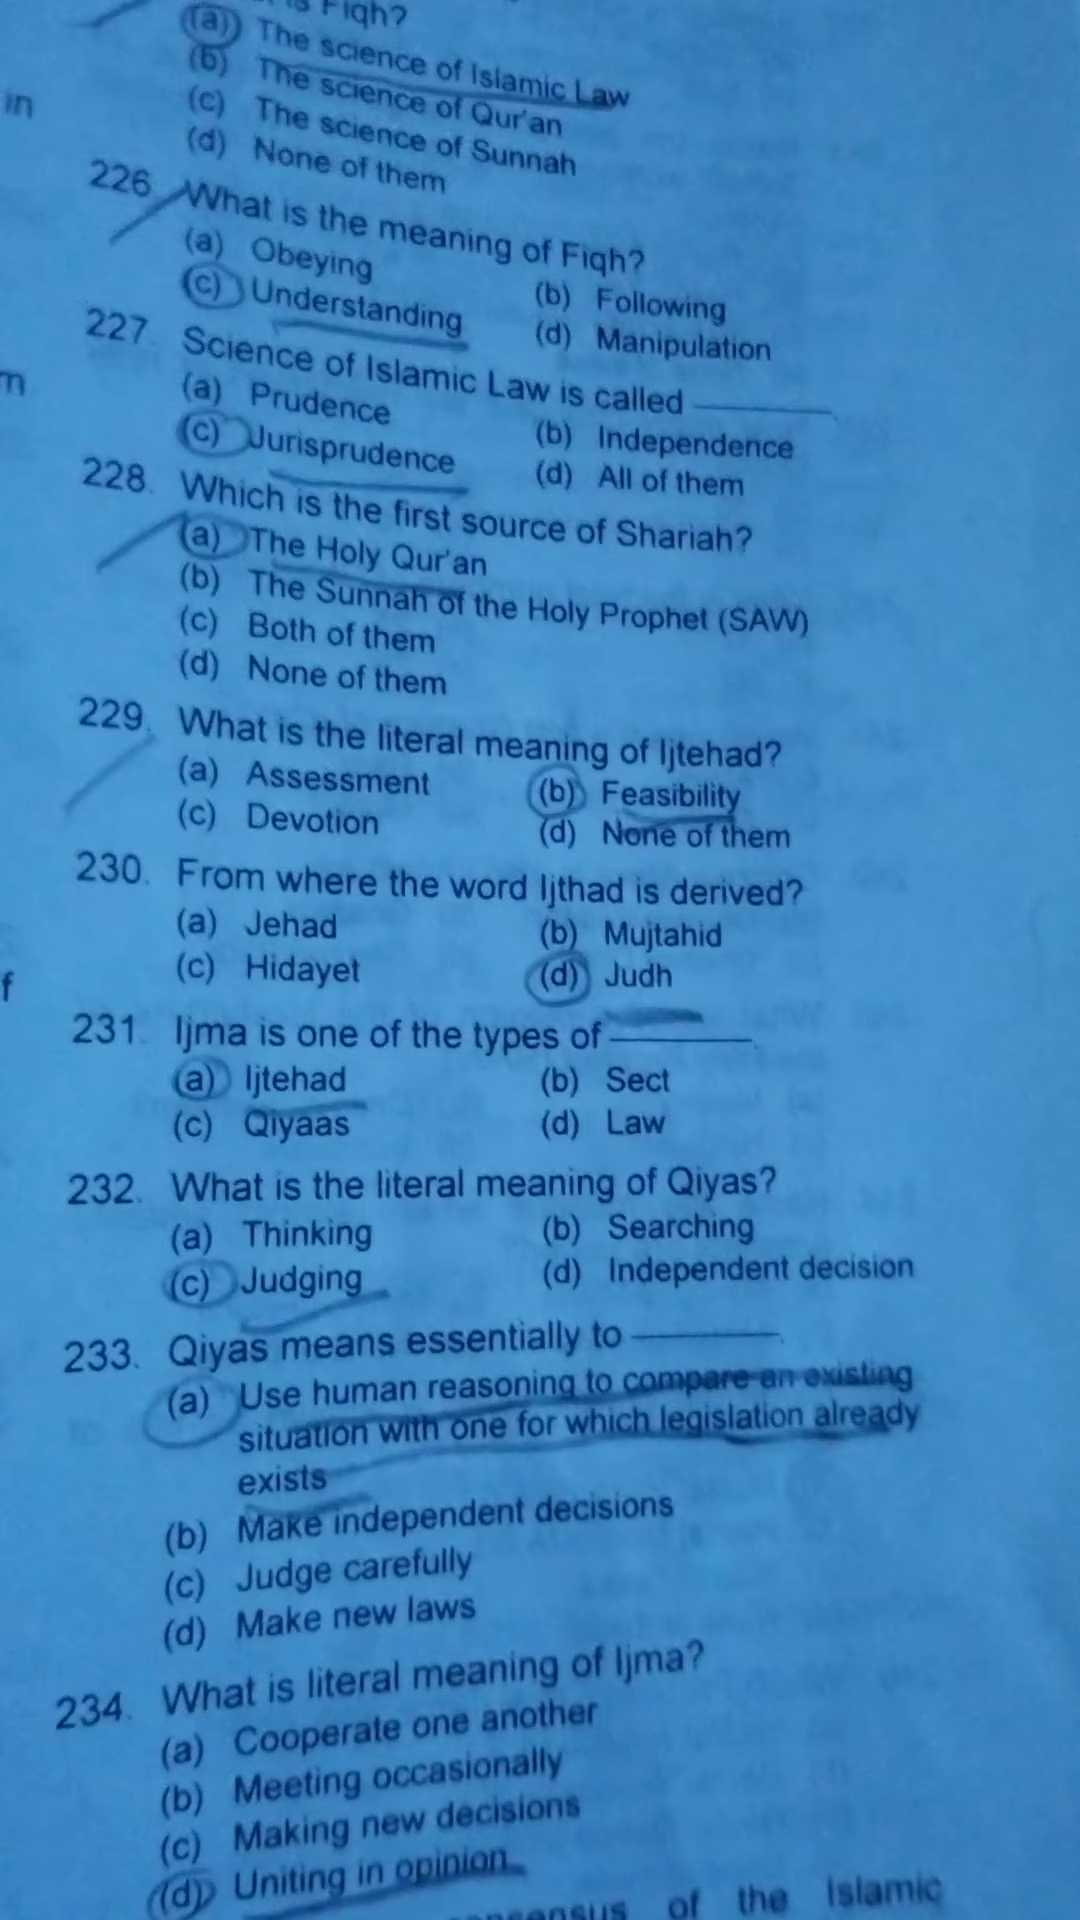 is Fiqh?
(a) The science of Islamic Law
(b) The science of Qur'an
(c) The science of Sunnah
(d) None of them
in
226. What is the meaning of Fiqh?
(a) Obeying (b) Following
(c) Understanding (d) Manipulation
227. Science of Islamic Law is called ________.
(a) Prudence (b) Independence
(c) Jurisprudence (d) All of them
228. Which is the first source of Shariah?
(a) The Holy Qur'an
(b) The Sunnah of the Holy Prophet (SAW)
(c) Both of them
(d) None of them
229. What is the literal meaning of Ijtehad?
(a) Assessment (b) Feasibility
(c) Devotion (d) None of them
230. From where the word Ijthad is derived?
(a) Jehad (b) Mujtahid
(c) Hidayet (d) Judh
f
231. Ijma is one of the types of ________.
(a) Ijtehad (b) Sect
(c) Qiyaas (d) Law
232. What is the literal meaning of Qiyas?
(a) Thinking (b) Searching
(c) Judging (d) Independent decision
233. Qiyas means essentially to ________.
(a) Use human reasoning to compare an existing
situation with one for which legislation already
exists
(b) Make independent decisions
(c) Judge carefully
(d) Make new laws
234. What is literal meaning of Ijma?
(a) Cooperate one another
(b) Meeting occasionally
(c) Making new decisions
(d) Uniting in opinion
of the Islamic